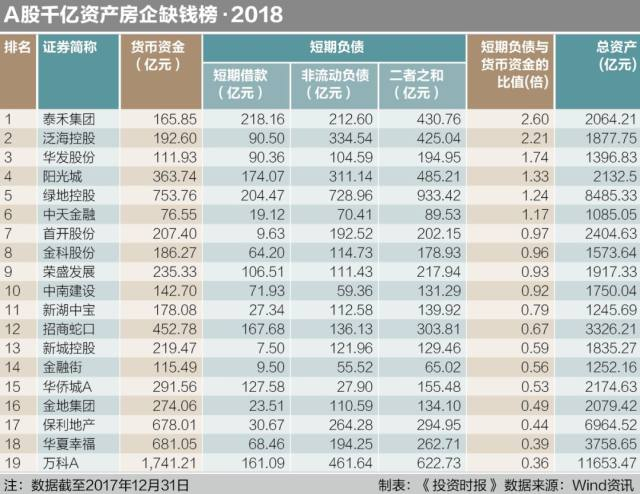 A股千亿资产房企缺钱榜·2018
排名 证券简称 货币资金（亿元） 短期负债 短期负债与货币资金的比值(倍) 总资产(亿元)
短期借款（亿元） 非流动负债（亿元） 二者之和（亿元）
1 泰禾集团 165.85 218.16 212.60 430.76 2.60 2064.21
2 泛海控股 192.60 90.50 334.54 425.04 2.21 1877.75
3 华发股份 111.93 90.36 104.59 194.95 1.74 1396.83
4 阳光城 363.74 174.07 311.14 485.21 1.33 2132.5
5 绿地控股 753.76 204.47 728.96 933.42 1.24 8485.33
6 中天金融 76.55 19.12 70.41 89.53 1.17 1085.05
7 首开股份 207.40 9.63 192.52 202.15 0.97 2404.63
8 金科股份 186.27 64.20 114.73 178.93 0.96 1573.64
9 荣盛发展 235.33 106.51 111.43 217.94 0.93 1917.33
10 中南建设 142.70 71.93 59.36 131.29 0.92 1750.04
11 新湖中宝 178.08 27.34 112.58 139.92 0.79 1245.69
12 招商蛇口 452.78 167.68 136.13 303.81 0.67 3326.21
13 新城控股 219.47 7.50 121.96 129.46 0.59 1835.27
14 金融街 115.49 9.50 55.52 65.02 0.56 1252.16
15 华侨城A 291.56 127.58 27.90 155.48 0.53 2174.63
16 金地集团 274.06 23.51 110.59 134.10 0.49 2079.42
17 保利地产 678.01 30.67 264.28 294.95 0.44 6964.52
18 华夏幸福 681.05 68.46 194.25 262.71 0.39 3758.65
19 万科A 1,741.21 161.09 461.64 622.73 0.36 11653.47
注：数据截至2017年12月31日 制表：《投资时报》数据来源：Wind资讯